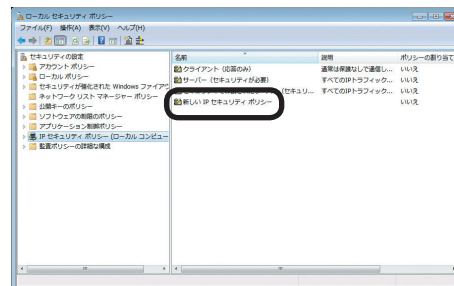 ローカル セキュリティ ポリシー
ファイル(F) 操作(A) 表示(V) ヘルプ(H)
セキュリティの設定
アカウント ポリシー
ローカル ポリシー
セキュリティが強化された Windows ファイアウ
ネットワーク リスト マネージャー ポリシー
公開キーのポリシー
ソフトウェアの制限のポリシー
アプリケーション制御ポリシー
IP セキュリティ ポリシー (ローカル コンピュー
監査ポリシーの詳細な構成
名前 説明 ポリシーの割り当て
クライアント (応答のみ) 通常は保護なしで通信し... いいえ
サーバー (セキュリティが必要) すべてのIPトラフィック... いいえ
(セキュリ... すべてのIPトラフィック... いいえ
新しい IP セキュリティ ポリシー いいえ